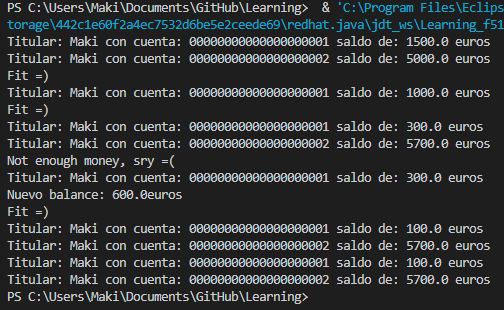 PS C:\Users\Maki\Documents\GitHub\Learning>  & 'C:\Program Files\Eclips
torage\442c1e60f2a4ec7532d6be5e2ceede69\redhat.java\jdt_ws\Learning_f51
Titular: Maki con cuenta: 00000000000000000001 saldo de: 1500.0 euros
Titular: Maki con cuenta: 00000000000000000002 saldo de: 5000.0 euros
Fit =)
Titular: Maki con cuenta: 00000000000000000001 saldo de: 1000.0 euros
Fit =)
Titular: Maki con cuenta: 00000000000000000001 saldo de: 300.0 euros
Titular: Maki con cuenta: 00000000000000000002 saldo de: 5700.0 euros
Not enough money, sry =(
Titular: Maki con cuenta: 00000000000000000001 saldo de: 300.0 euros
Nuevo balance: 600.0euros
Fit =)
Titular: Maki con cuenta: 00000000000000000001 saldo de: 100.0 euros
Titular: Maki con cuenta: 00000000000000000002 saldo de: 5700.0 euros
Titular: Maki con cuenta: 00000000000000000001 saldo de: 100.0 euros
Titular: Maki con cuenta: 00000000000000000002 saldo de: 5700.0 euros
PS C:\Users\Maki\Documents\GitHub\Learning>